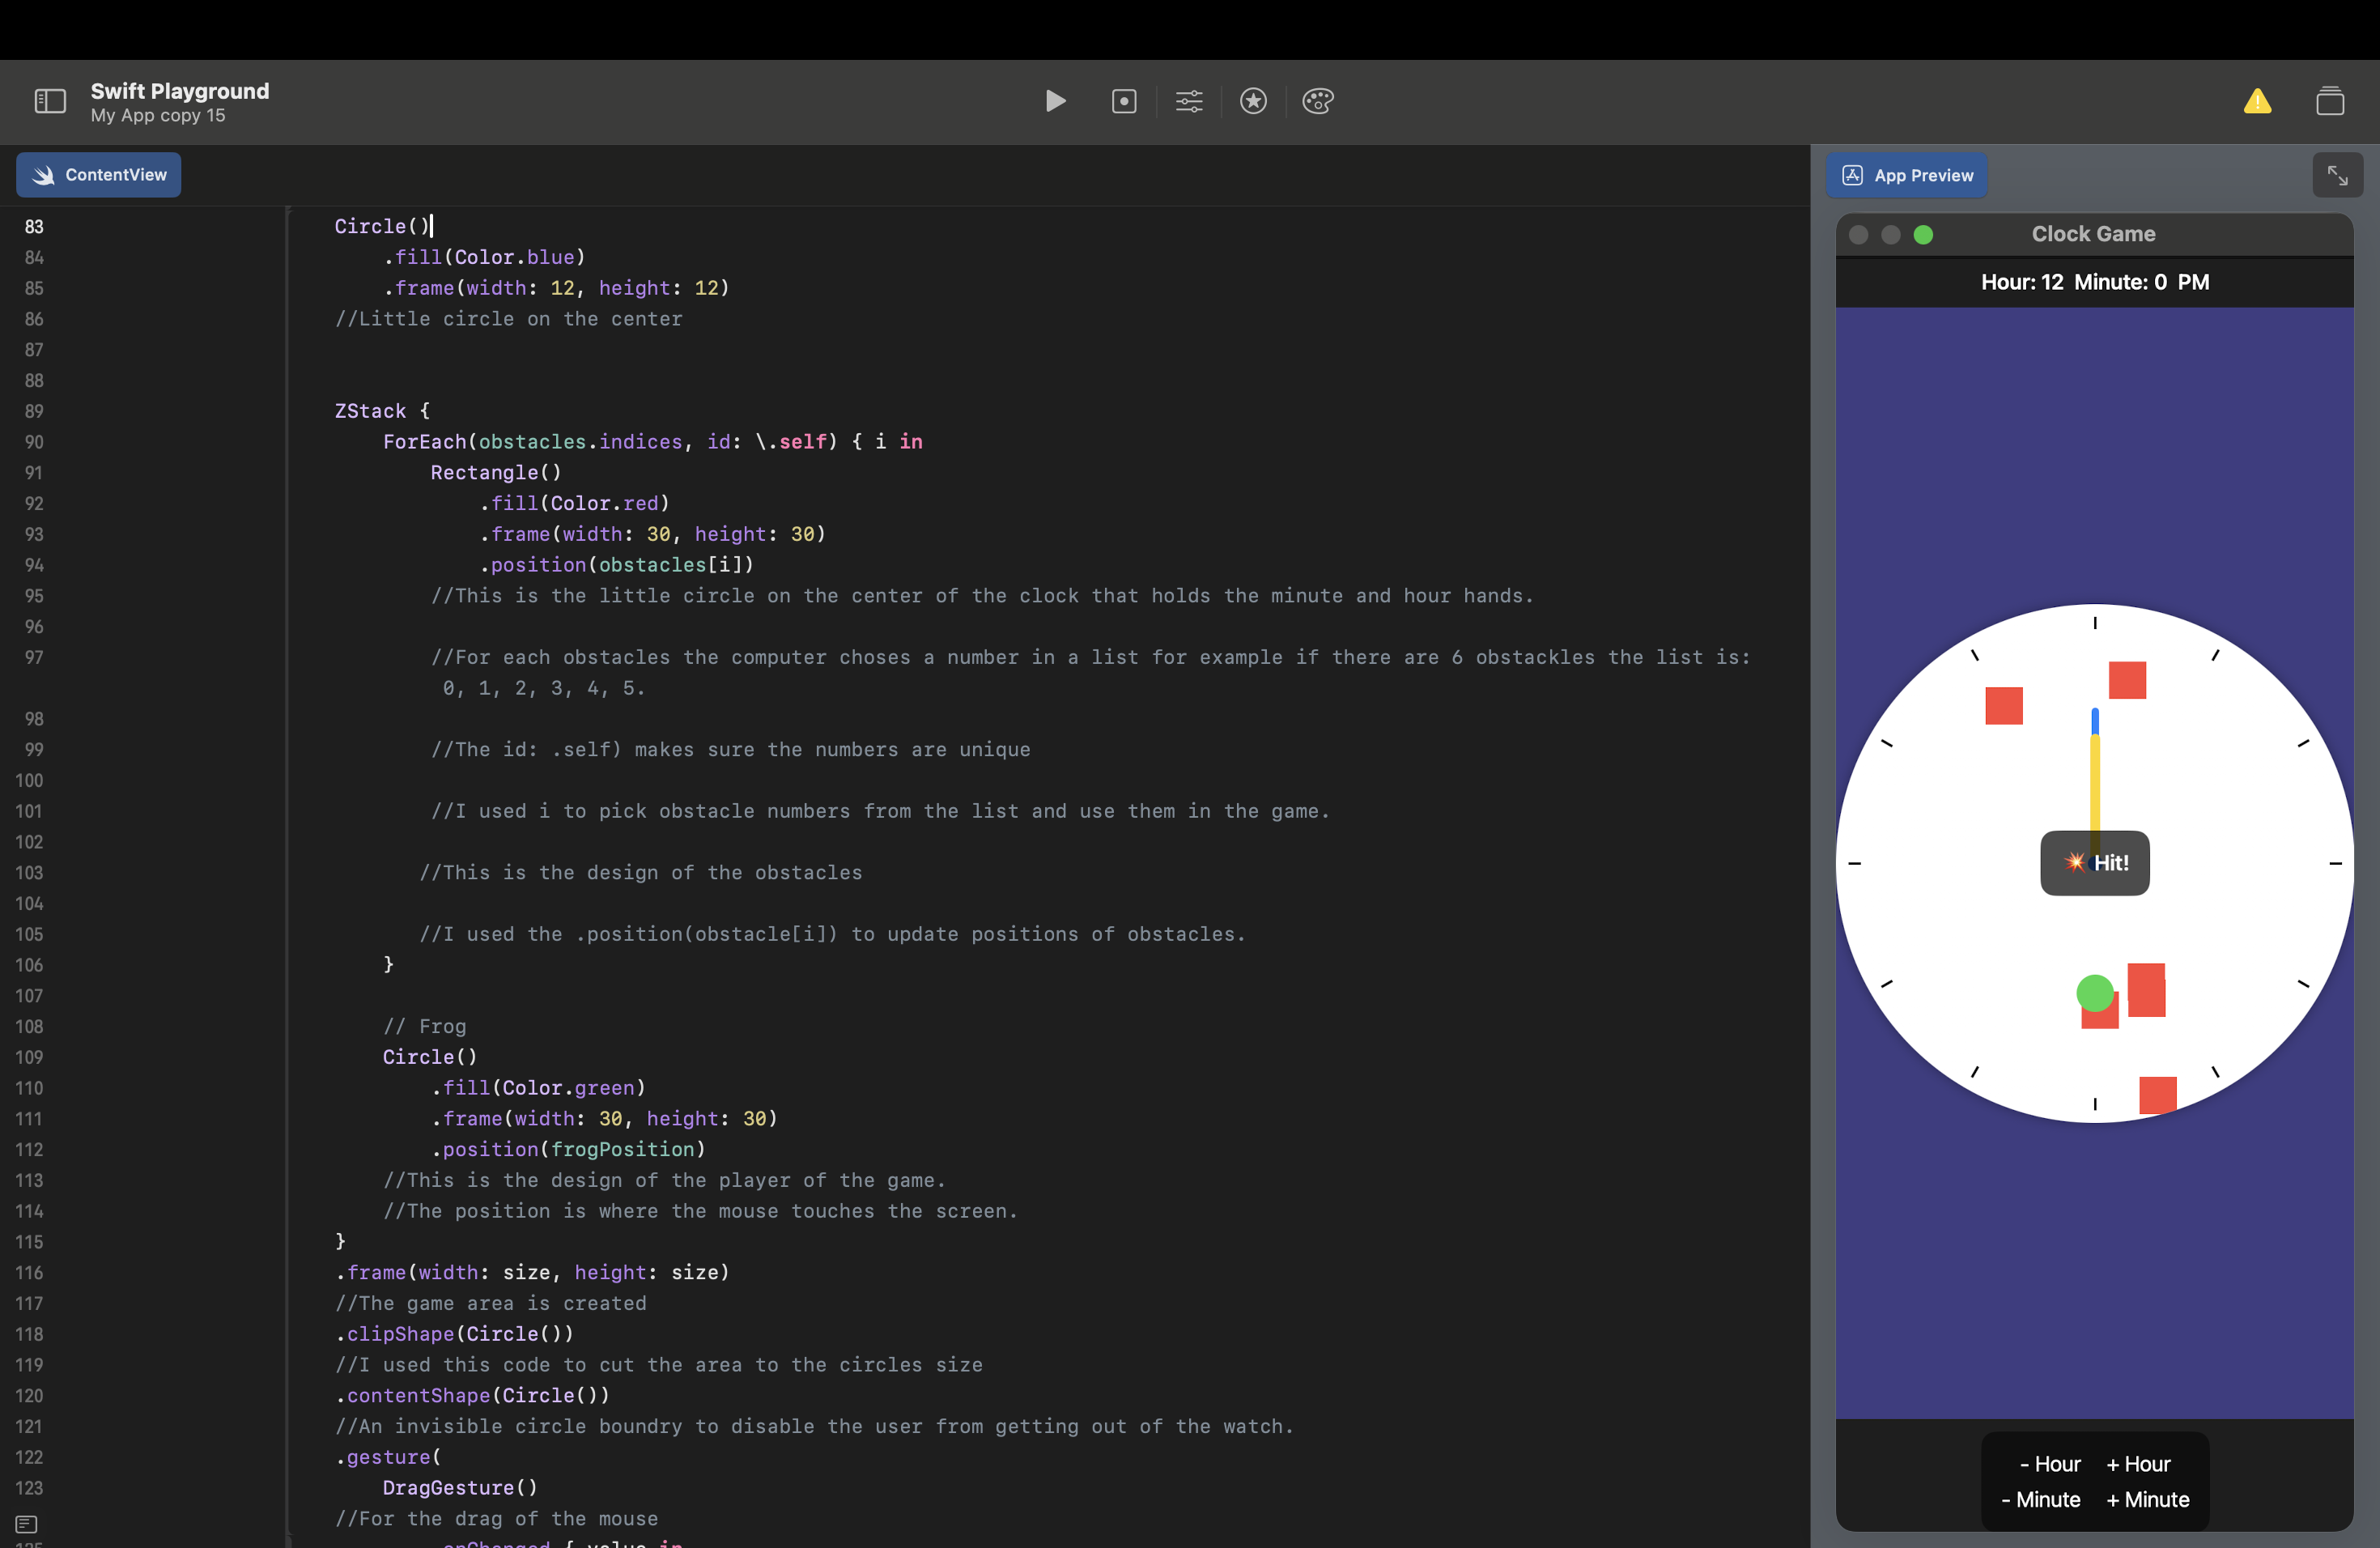 Swift Playground
My App copy 15
ContentView
83 Circle()
84 .fill(Color.blue)
85 .frame(width: 12, height: 12)
86 //Little circle on the center
87
88
89 ZStack {
90 ForEach(obstacles.indices, id: \.self) { i in
91 Rectangle()
92 .fill(Color.red)
93 .frame(width: 30, height: 30)
94 .position(obstacles[i])
95 //This is the little circle on the center of the clock that holds the minute and hour hands.
96
97 //For each obstacles the computer choses a number in a list for example if there are 6 obstackles the list is:
0, 1, 2, 3, 4, 5.
98
99 //The id: .self) makes sure the numbers are unique
100
101 //I used i to pick obstacle numbers from the list and use them in the game.
102
103 //This is the design of the obstacles
104
105 //I used the .position(obstacle[i]) to update positions of obstacles.
106 }
107
108 // Frog
109 Circle()
110 .fill(Color.green)
111 .frame(width: 30, height: 30)
112 .position(frogPosition)
113 //This is the design of the player of the game.
114 //The position is where the mouse touches the screen.
115 }
116 .frame(width: size, height: size)
117 //The game area is created
118 .clipShape(Circle())
119 //I used this code to cut the area to the circles size
120 .contentShape(Circle())
121 //An invisible circle boundry to disable the user from getting out of the watch.
122 .gesture(
123 DragGesture()
//For the drag of the mouse
.onChanged { value in
App Preview
Clock Game
Hour: 12 Minute: 0 PM
💥 Hit!
- Hour + Hour
- Minute + Minute